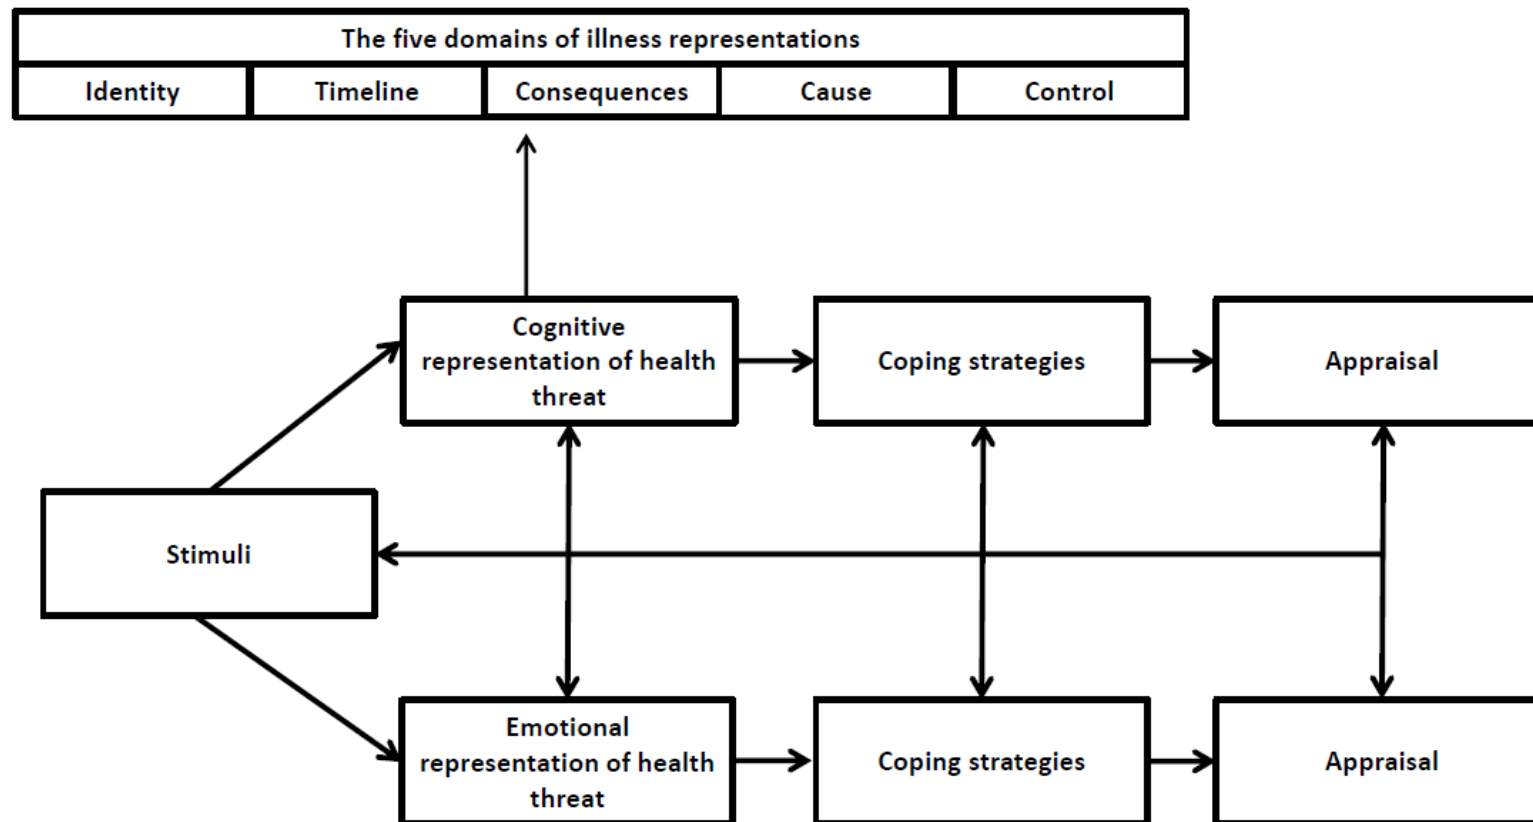 The five domains of illness representations
Identity Timeline Consequences Cause Control
Cognitive
representation of health
threat
Coping strategies
Appraisal
Stimuli
Emotional
representation of health
threat
Coping strategies
Appraisal